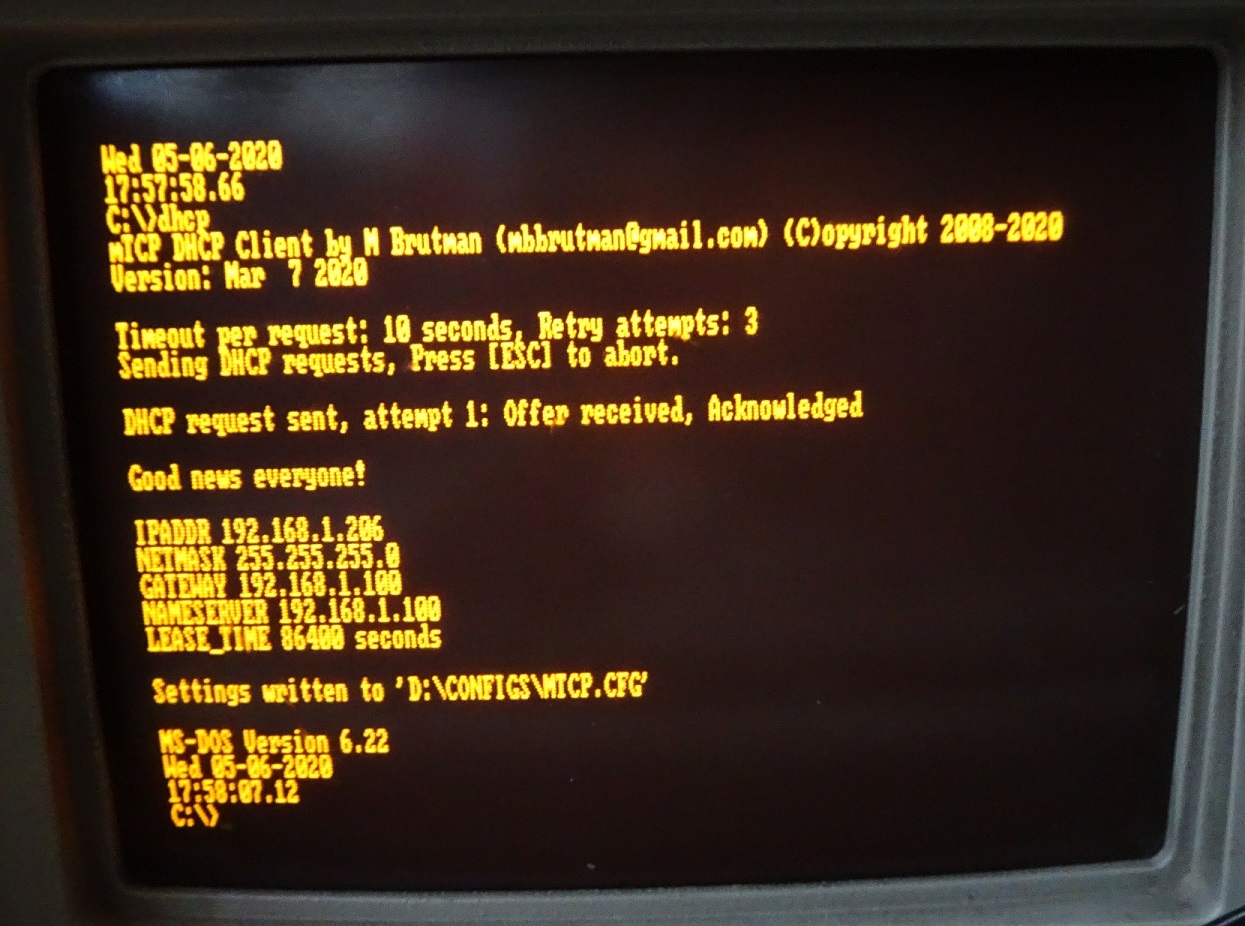 Wed 05-06-2020
17:57:58.66
C:\>dhcp
mTCP DHCP Client by M Brutman (mbbrutman@gmail.com) (C)opyright 2008-2020
Version: Mar  7 2020
Timeout per request: 10 seconds, Retry attempts: 3
Sending DHCP requests, Press [ESC] to abort.
DHCP request sent, attempt 1: Offer received, Acknowledged
Good news everyone!
IPADDR 192.168.1.206
NETMASK 255.255.255.0
GATEWAY 192.168.1.100
NAMESERVER 192.168.1.100
LEASE_TIME 86400 seconds
Settings written to 'D:\CONFIGS\MTCP.CFG'
MS-DOS Version 6.22
Wed 05-06-2020
17:58:07.12
C:\>